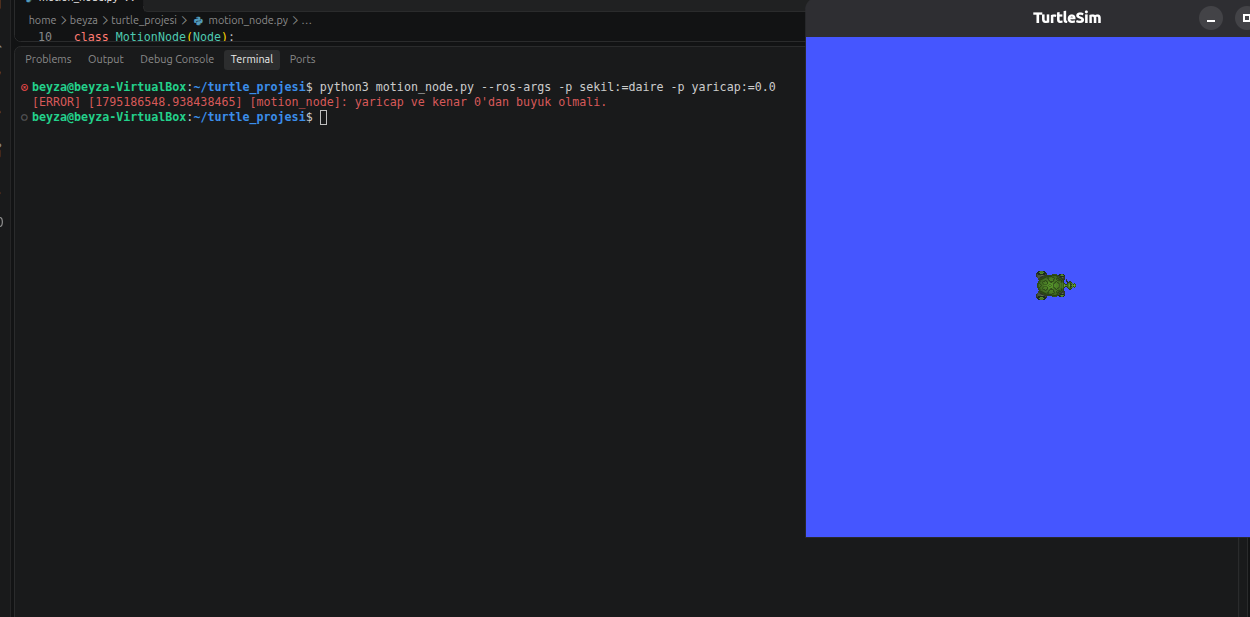 home > beyza > turtle_projesi > motion_node.py > ...
10 class MotionNode(Node):
Problems Output Debug Console Terminal Ports
beyza@beyza-VirtualBox:~/turtle_projesi$ python3 motion_node.py --ros-args -p sekil:=daire -p yaricap:=0.0
[ERROR] [1795186548.938438465] [motion_node]: yaricap ve kenar 0'dan buyuk olmali.
beyza@beyza-VirtualBox:~/turtle_projesi$
TurtleSim